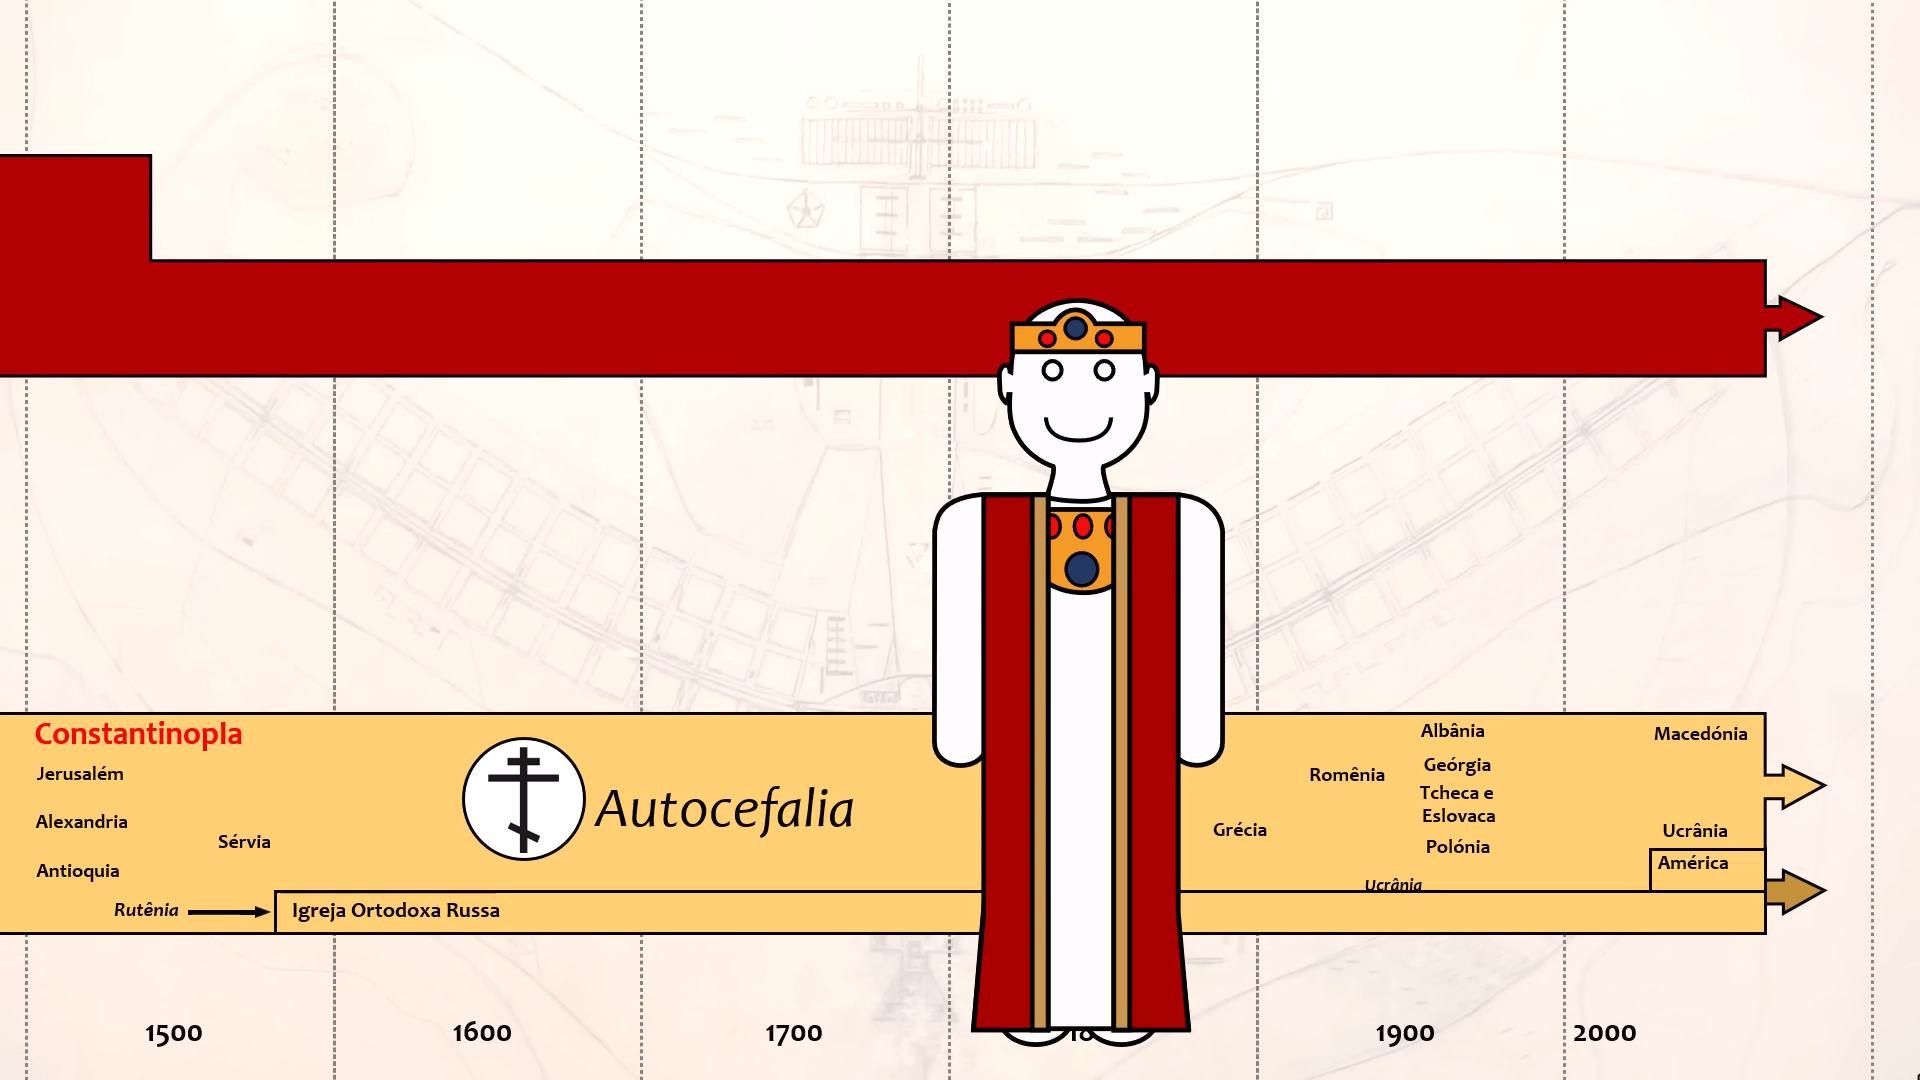 Constantinopla
Jerusalém
Alexandria
Sérvia
Antioquia
Rutênia
Igreja Ortodoxa Russa
Autocefalia
Grécia
Romênia
Albânia
Geórgia
Tcheca e
Eslovaca
Polónia
Ucrânia
Macedónia
Ucrânia
América
1500
1600
1700
18
1900
2000